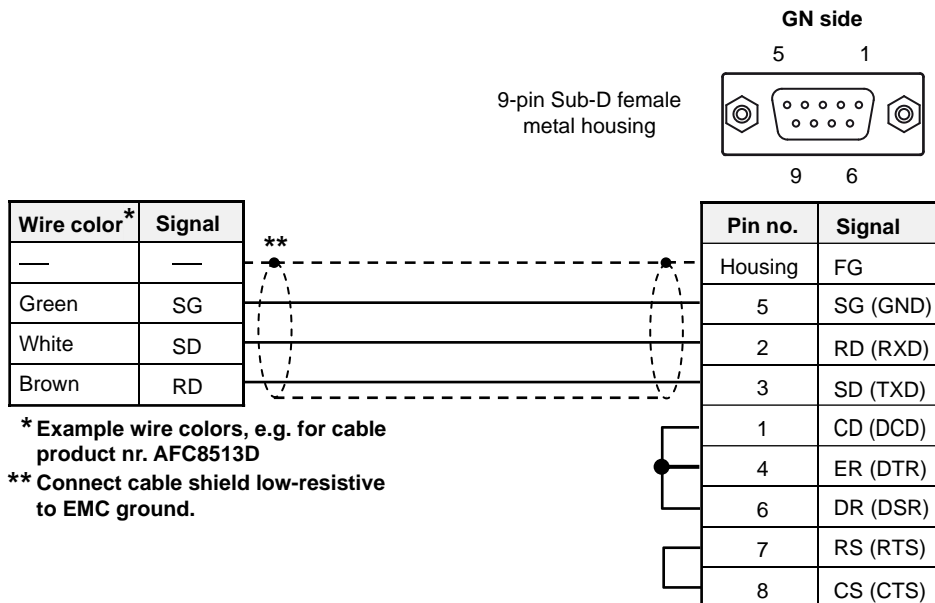 GN side
5 1
9-pin Sub-D female
metal housing
9 6
Wire color* Signal
— —
Green SG
White SD
Brown RD
**
* Example wire colors, e.g. for cable
product nr. AFC8513D
** Connect cable shield low-resistive
to EMC ground.
Pin no. Signal
Housing FG
5 SG (GND)
2 RD (RXD)
3 SD (TXD)
1 CD (DCD)
4 ER (DTR)
6 DR (DSR)
7 RS (RTS)
8 CS (CTS)